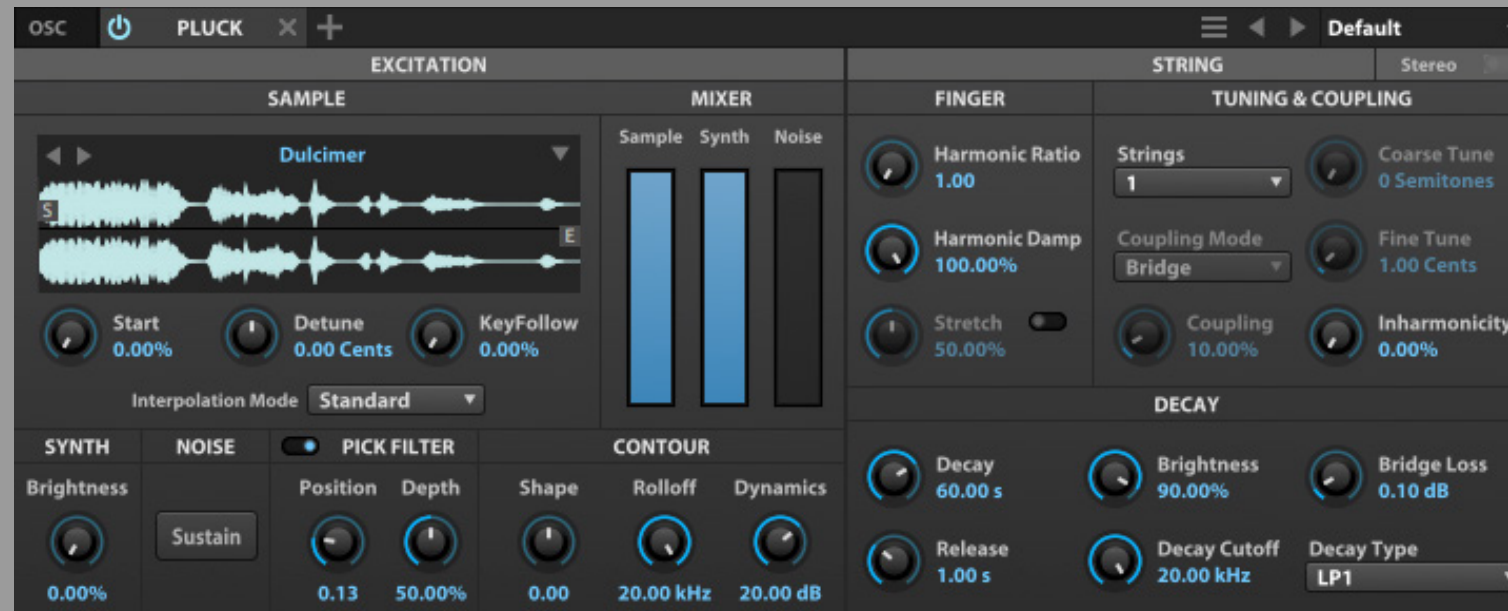 OSC PLUCK Default
EXCITATION
SAMPLE MIXER
Dulcimer
S
E
Start
0.00%
Detune
0.00 Cents
KeyFollow
0.00%
Interpolation Mode Standard
Sample Synth Noise
SYNTH NOISE PICK FILTER CONTOUR
Brightness
0.00%
Sustain
Position Depth
0.13 50.00%
Shape Rolloff Dynamics
0.00 20.00 kHz 20.00 dB
STRING Stereo
FINGER TUNING & COUPLING
Harmonic Ratio
1.00
Harmonic Damp
100.00%
Stretch
50.00%
Strings
1
Coupling Mode
Bridge
Coupling
10.00%
Coarse Tune
0 Semitones
Fine Tune
1.00 Cents
Inharmonicity
0.00%
DECAY
Decay
60.00 s
Brightness
90.00%
Bridge Loss
0.10 dB
Release
1.00 s
Decay Cutoff
20.00 kHz
Decay Type
LP1